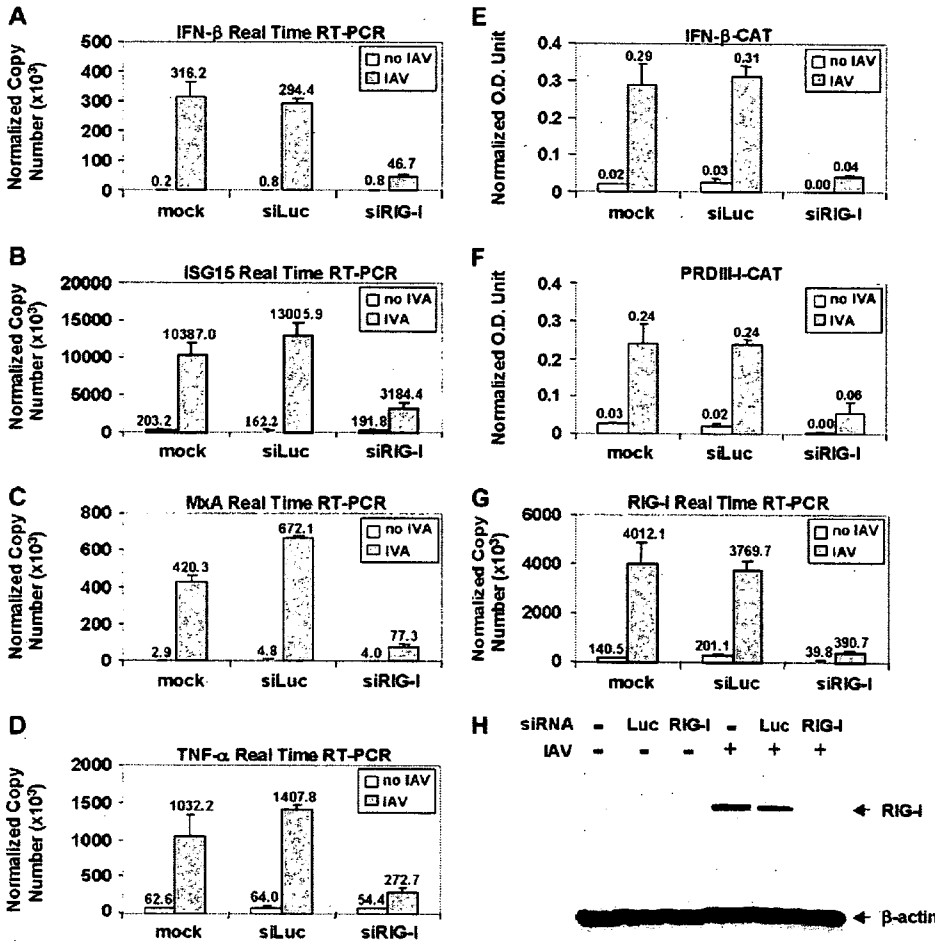 A
IFN-β Real Time RT-PCR
Normalized Copy
Number (x10³)
500
400
300
200
100
0
no IAV
IAV
316.2
294.4
46.7
0.2
0.8
0.8
mock
siLuc
siRIG-I
B
ISG15 Real Time RT-PCR
Normalized Copy
Number (x10³)
20000
15000
10000
5000
0
no IVA
IVA
10387.0
13005.9
3184.4
203.2
162.2
191.8
mock
siLuc
siRIG-I
C
MxA Real Time RT-PCR
Normalized Copy
Number (x10³)
800
600
400
200
0
no IVA
IVA
420.3
672.1
77.3
2.9
4.8
4.0
mock
siLuc
siRIG-I
D
TNF-α Real Time RT-PCR
Normalized Copy
Number (x10³)
2000
1500
1000
500
0
no IAV
IAV
1032.2
1407.8
272.7
62.6
64.0
54.4
mock
siLuc
siRIG-I
E
IFN-β-CAT
Normalized O.D. Unit
0.4
0.3
0.2
0.1
0
no IAV
IAV
0.29
0.31
0.04
0.02
0.03
0.00
mock
siLuc
siRIG-I
F
PRDIII-I-CAT
Normalized O.D. Unit
0.4
0.3
0.2
0.1
0
no IVA
IVA
0.24
0.24
0.06
0.03
0.02
0.00
mock
siLuc
siRIG-I
G
RIG-I Real Time RT-PCR
Normalized Copy
Number (x10³)
6000
4000
2000
0
no IAV
IAV
4012.1
3769.7
390.7
140.5
201.1
39.8
mock
siLuc
siRIG-I
H
siRNA - Luc RIG-I - Luc RIG-I
IAV - - - + + +
RIG-I
β-actin